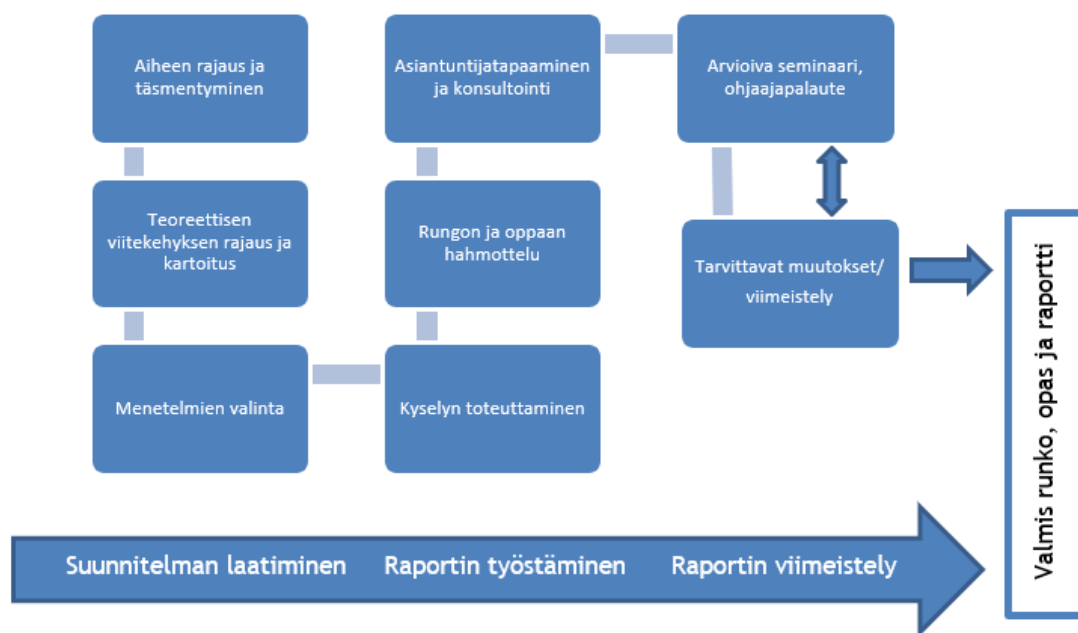 Aiheen rajaus ja
täsmentyminen
Teoreettisen
viitekehyksen rajaus ja
kartoitus
Menetelmien valinta
Kyselyn toteuttaminen
Rungon ja oppaan
hahmottelu
Asiantuntijatapaaminen
ja konsultointi
Arvioiva seminaari,
ohjaajapalaute
Tarvittavat muutokset/
viimeistely
Valmis runko, opas ja raportti
Suunnitelman laatiminen
Raportin työstäminen
Raportin viimeistely